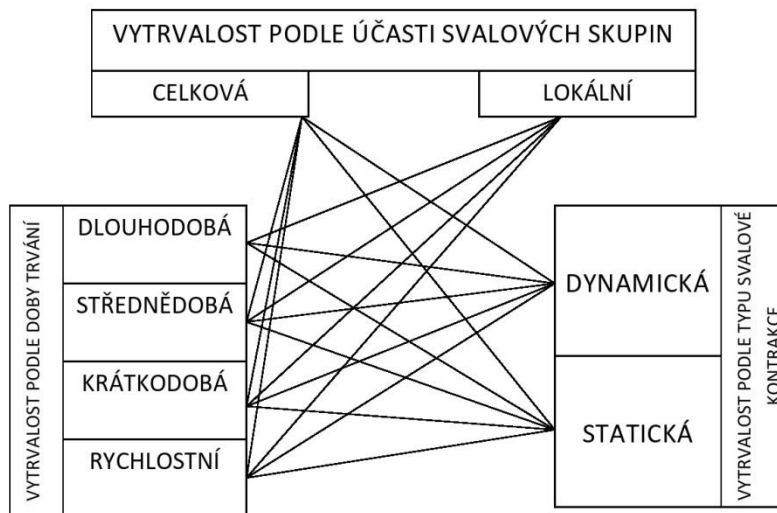 VYTRVALOST PODLE ÚČASTI SVALOVÝCH SKUPIN
CELKOVÁ
LOKÁLNÍ
VYTRVALOST PODLE DOBY TRVÁNÍ
DLOUHODOBÁ
STŘEDNĚDOBÁ
KRÁTKODOBÁ
RYCHLOSTNÍ
DYNAMICKÁ
STATICKÁ
VYTRVALOST PODLE TYPU SVALOVÉ
KONTRAKCE